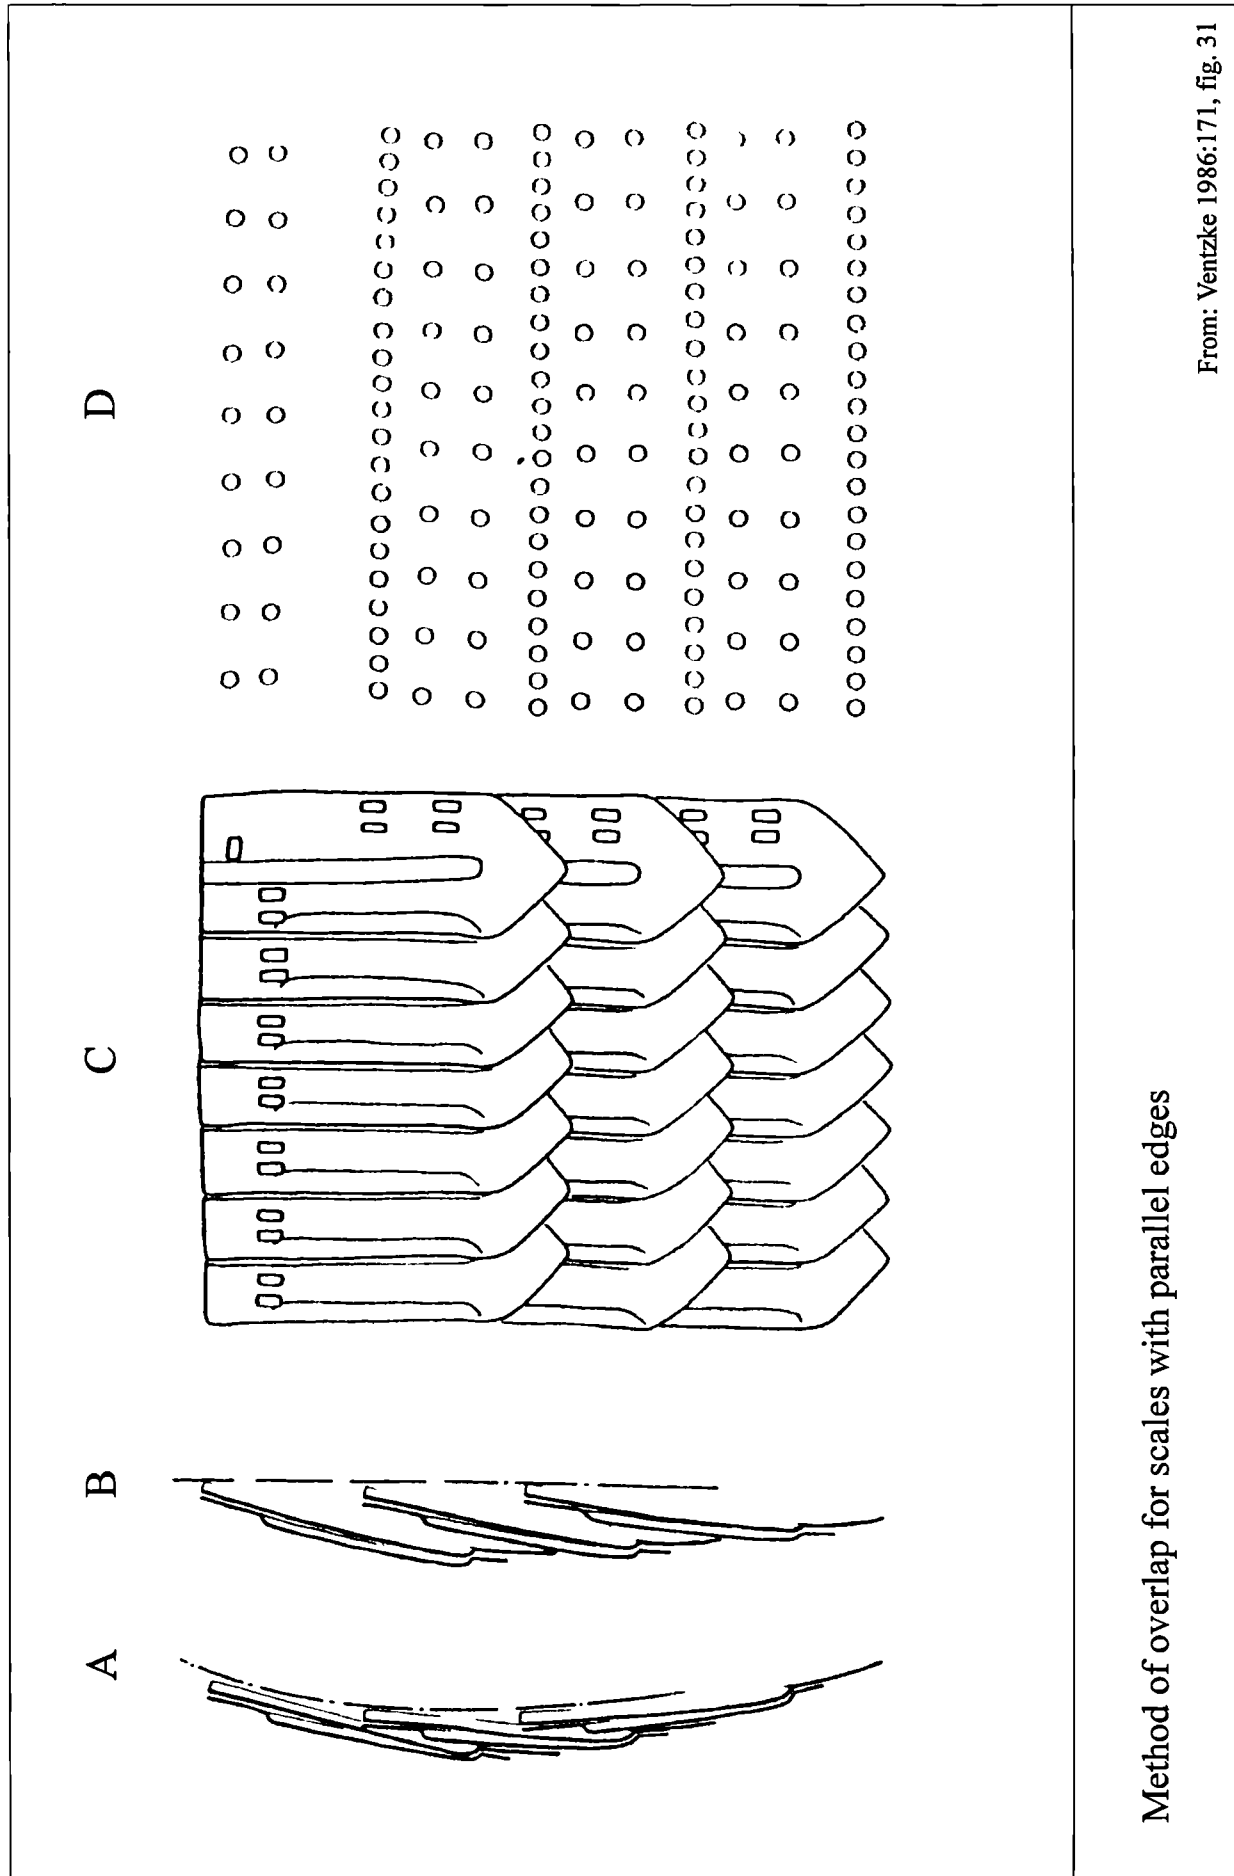 A
B
C
D
Method of overlap for scales with parallel edges
From: Ventzke 1986:171, fig. 31